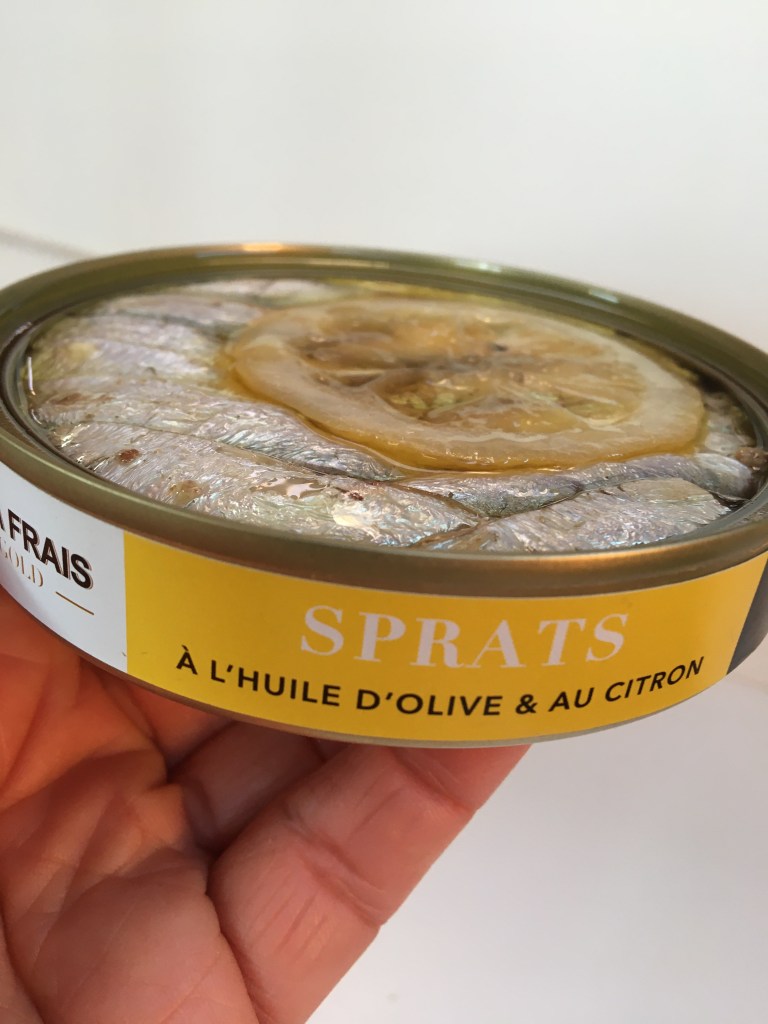 FRAIS
GOLD
SPRATS
À L'HUILE D'OLIVE & AU CITRON